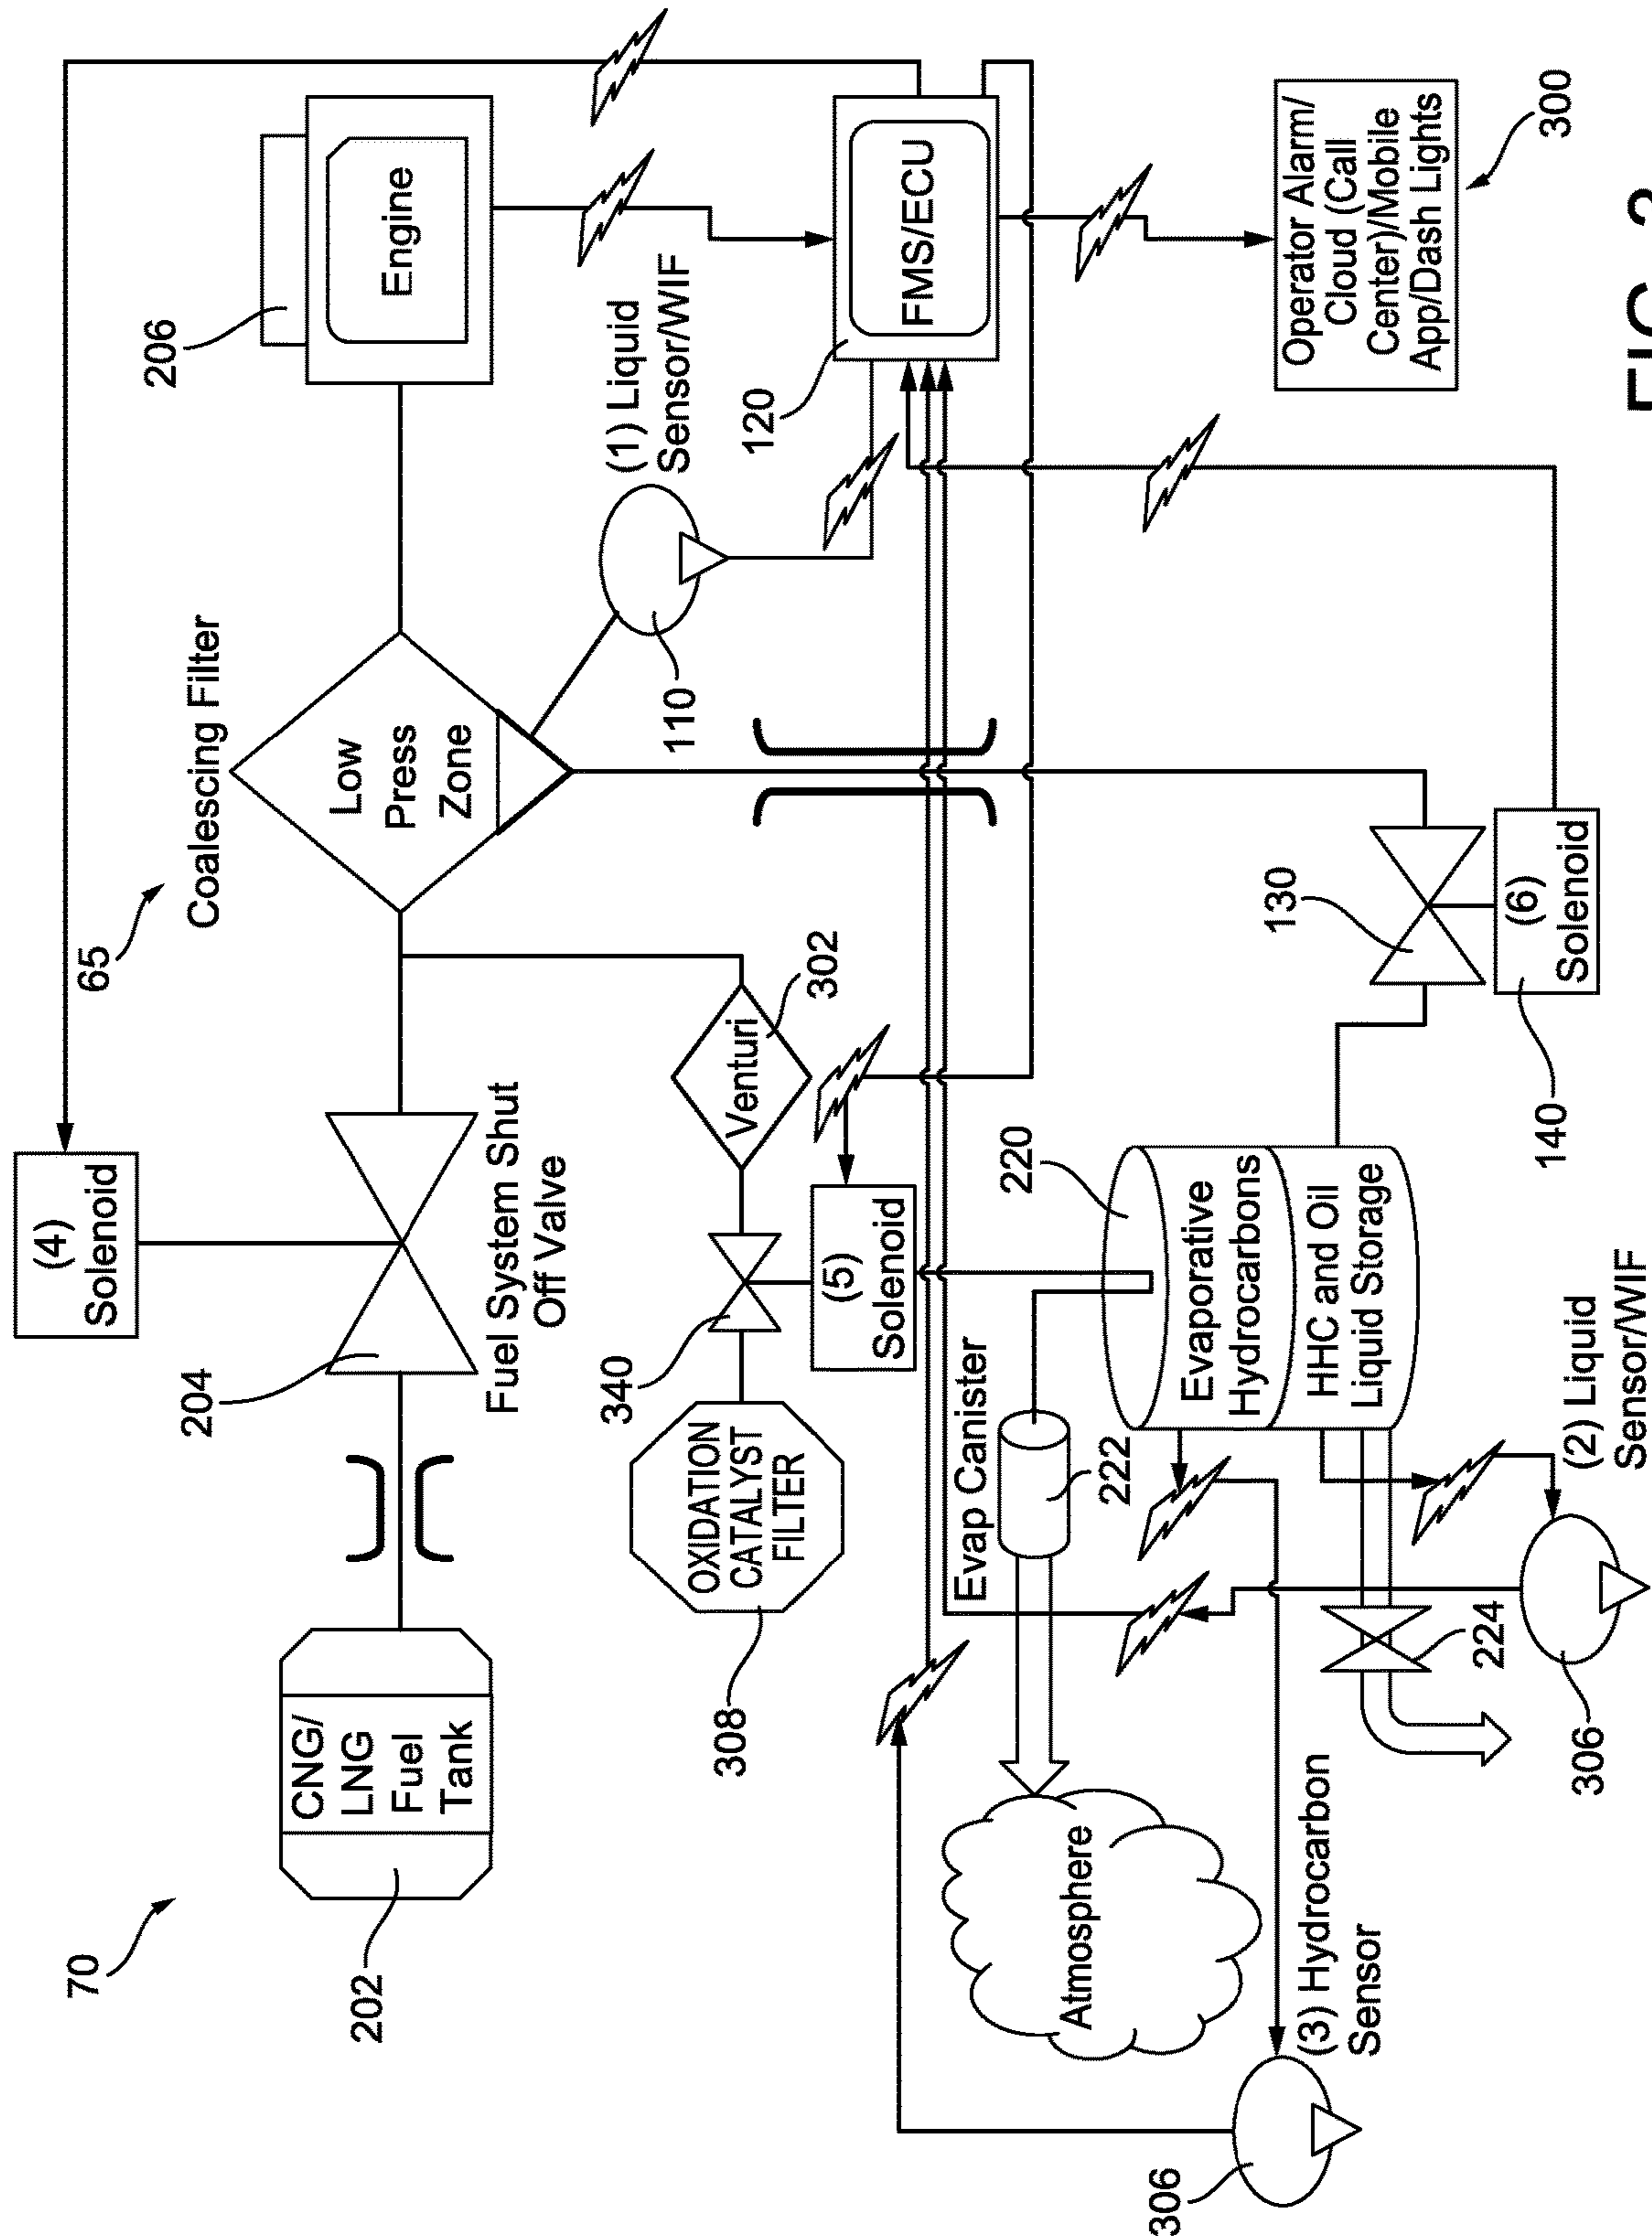 70
65
(4)
Solenoid
206
204
Coalescing Filter
202
CNG/
LNG
Fuel
Tank
Fuel System Shut
Off Valve
Low
Press
Zone
Engine
340
308
OXIDATION
CATALYST
FILTER
Venturi
302
(5)
Solenoid
110
(1) Liquid
Sensor/WIF
120
FMS/ECU
Evap Canister
222
220
Atmosphere
Evaporative
Hydrocarbons
HHC and Oil
Liquid Storage
306
(3) Hydrocarbon
Sensor
224
306
(2) Liquid
Sensor/WIF
130
140
(6)
Solenoid
Operator Alarm/
Cloud (Call
Center)/Mobile
App/Dash Lights
300
FIG